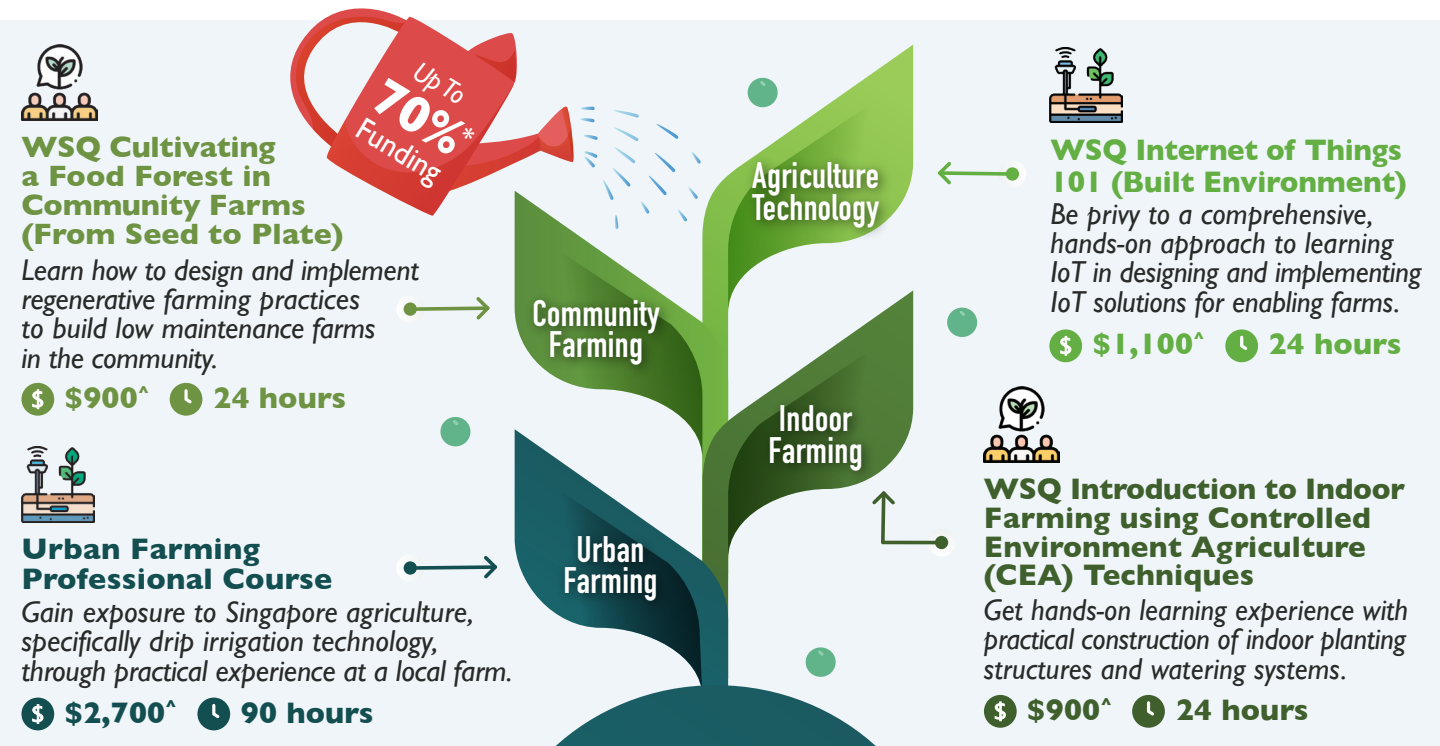 Up To
70%*
Funding
WSQ Cultivating
a Food Forest in
Community Farms
(From Seed to Plate)
Learn how to design and implement
regenerative farming practices
to build low maintenance farms
in the community.
$ $900^ 24 hours
Urban Farming
Professional Course
Gain exposure to Singapore agriculture,
specifically drip irrigation technology,
through practical experience at a local farm.
$ $2,700^ 90 hours
Agriculture
Technology
Community
Farming
Indoor
Farming
Urban
Farming
WSQ Internet of Things
101 (Built Environment)
Be privy to a comprehensive,
hands-on approach to learning
IoT in designing and implementing
IoT solutions for enabling farms.
$ $1,100^ 24 hours
WSQ Introduction to Indoor
Farming using Controlled
Environment Agriculture
(CEA) Techniques
Get hands-on learning experience with
practical construction of indoor planting
structures and watering systems.
$ $900^ 24 hours